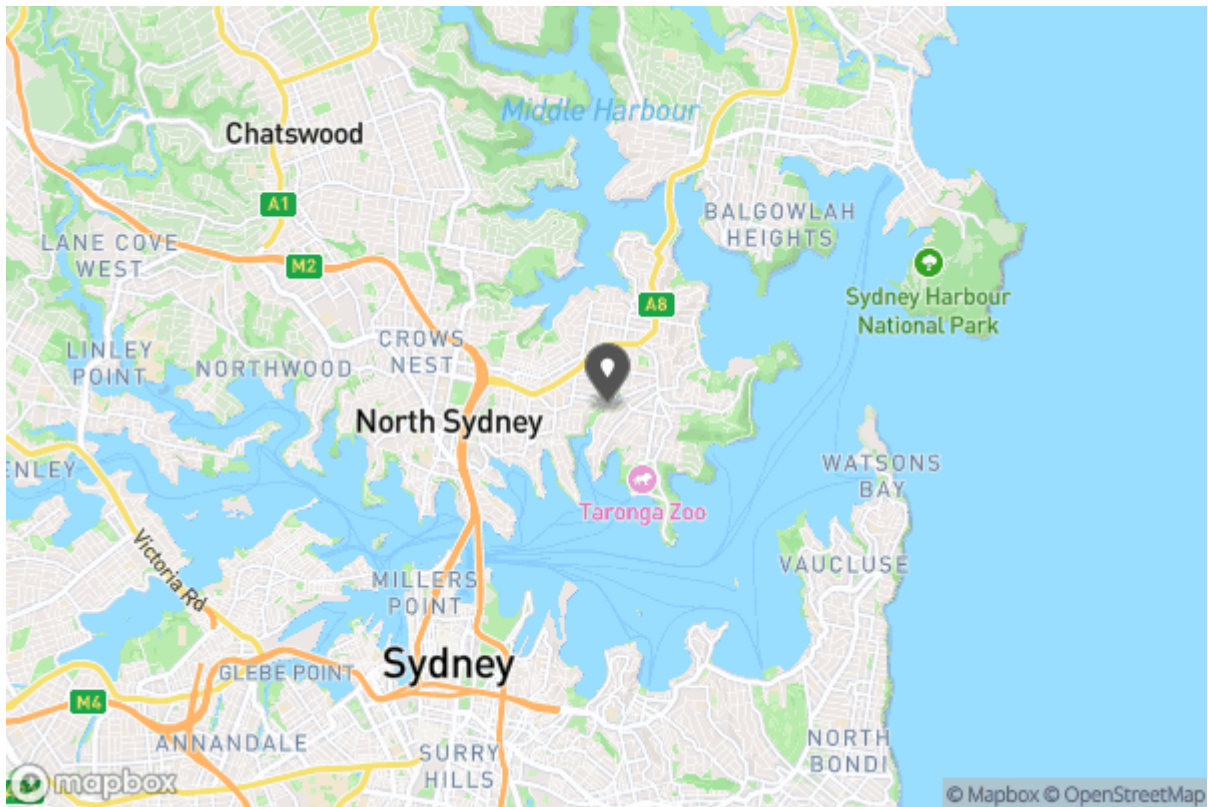 Middle Harbour
Chatswood
A1
BALGOWLAH
HEIGHTS
LANE COVE
WEST
M2
Sydney Harbour
National Park
A8
CROWS
NEST
LINLEY
POINT
NORTHWOOD
North Sydney
ENLEY
WATSONS
BAY
Taronga Zoo
Victoria Rd
VAUCLUSE
MILLERS
POINT
Sydney
GLEBE POINT
M4
ANNANDALE
SURRY
HILLS
NORTH
BONDI
mapbox
© Mapbox © OpenStreetMap